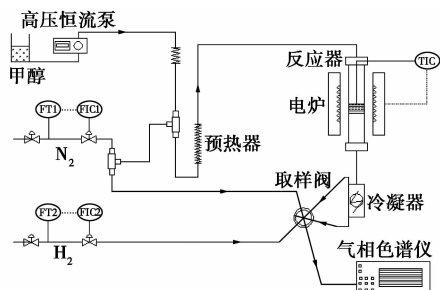 高压恒流泵
甲醇
反应器
TIC
电炉
FT1
FIC1
N₂
预热器
取样阀
冷凝器
FT2
FIC2
H₂
气相色谱仪